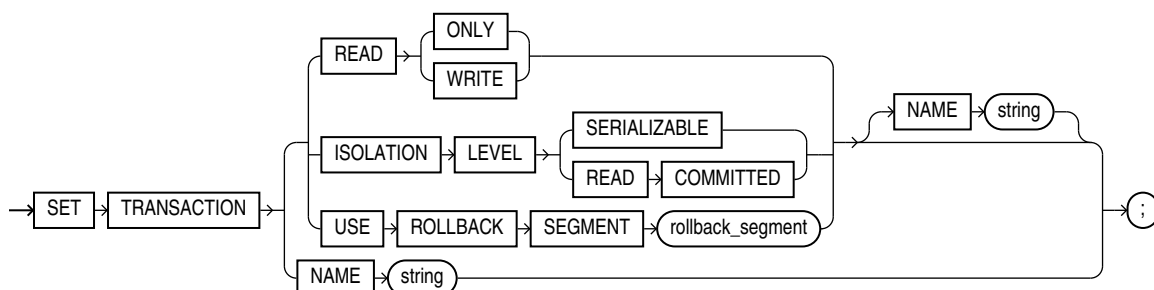 ONLY
READ
WRITE
NAME string
SERIALIZABLE
ISOLATION LEVEL
READ COMMITTED
SET TRANSACTION
;
USE ROLLBACK SEGMENT rollback_segment
NAME string